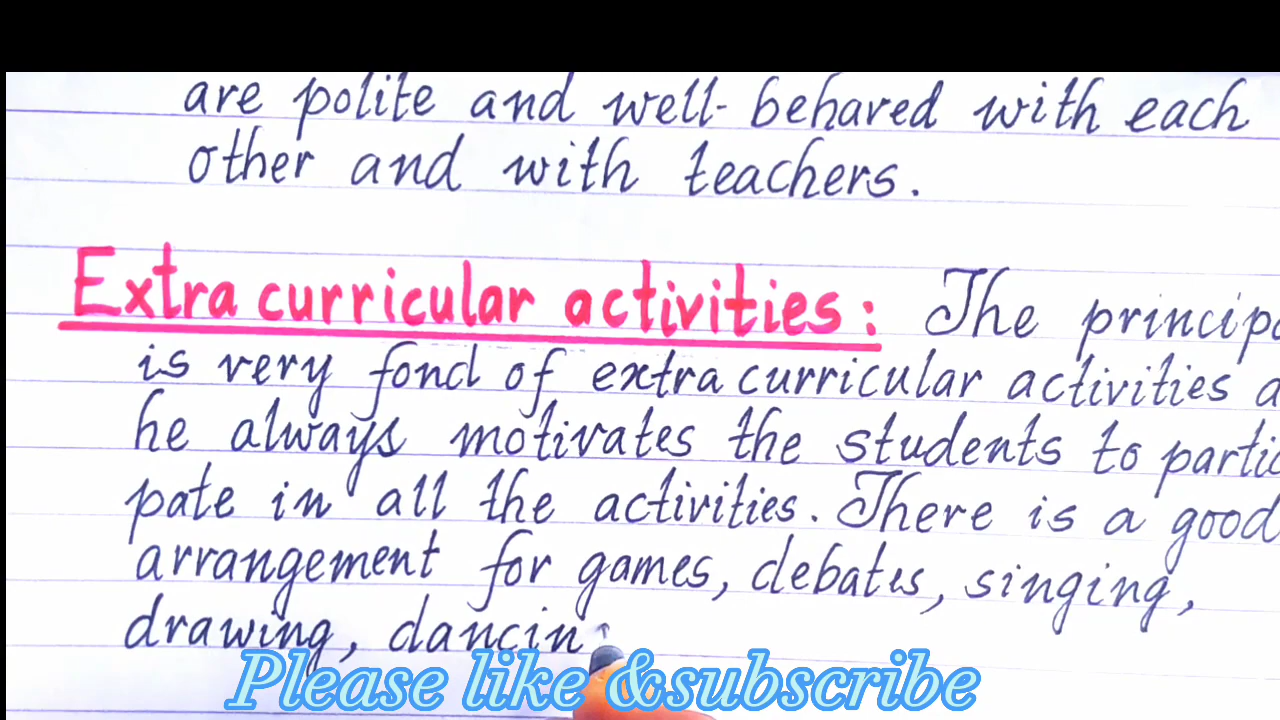 are polite and well-behaved with each
other and with teachers.
Extra curricular activities: The principa
is very fond of extra curricular activities a
he always motivates the students to partici
pate in all the activities. There is a good
arrangement for games, debates, singing,
drawing, dancin
Please like &subscribe